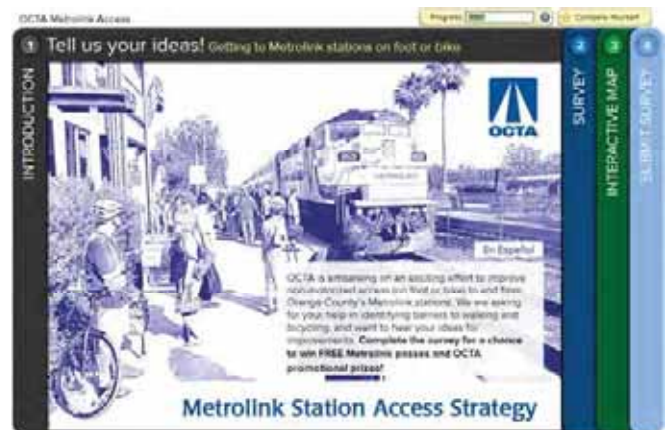 OCTA Metrolink Access
Progress
1 Tell us your ideas! Getting to Metrolink stations on foot or bike
INTRODUCTION
OCTA
2 SURVEY
3 INTERACTIVE MAP
4 SUBMIT SURVEY
En Español
OCTA is embarking on an exciting effort to improve
non-motorized access (on foot or bike) to and from
Orange County's Metrolink stations. We are asking
for your help in identifying barriers to walking and
bicycling, and want to hear your ideas for
improvements. Complete the survey for a chance
to win FREE Metrolink passes and OCTA
promotional prizes!
Metrolink Station Access Strategy